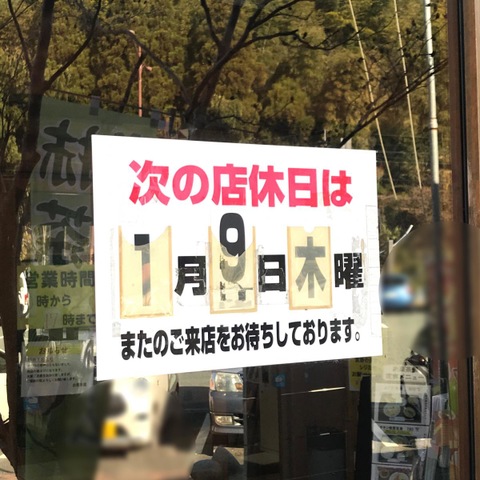 次の店休日は
1月9日木曜
またのご来店をお待ちしております。
抹茶
営業時間
時から
時まで